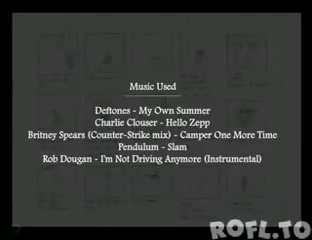 Music Used
Deftones - My Own Summer
Charlie Clouser - Hello Zepp
Britney Spears (Counter-Strike mix) - Camper One More Time
Pendulum - Slam
Rob Dougan - I'm Not Driving Anymore (Instrumental)
ROFL.TO